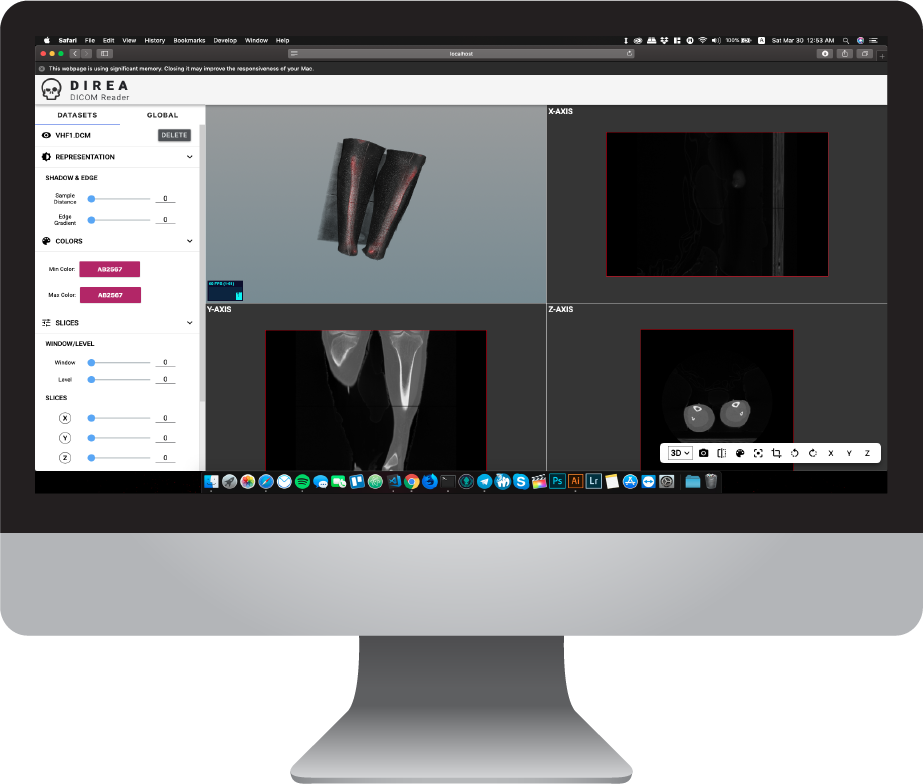 Safari File Edit View History Bookmarks Develop Window Help 100% A Sat Mar 30 12:53 AM
localhost
This webpage is using significant memory. Closing it may improve the responsiveness of your Mac.
DIREA
DICOM Reader
DATASETS GLOBAL
VHF1.DCM DELETE
REPRESENTATION
SHADOW & EDGE
Sample
Distance 0
Edge
Gradient 0
COLORS
Min Color: AB2567
Max Color: AB2567
SLICES
WINDOW/LEVEL
Window 0
Level 0
SLICES
X 0
Y 0
Z 0
X-AXIS
Y-AXIS
Z-AXIS
3D X Y Z
Ps Ai Lr